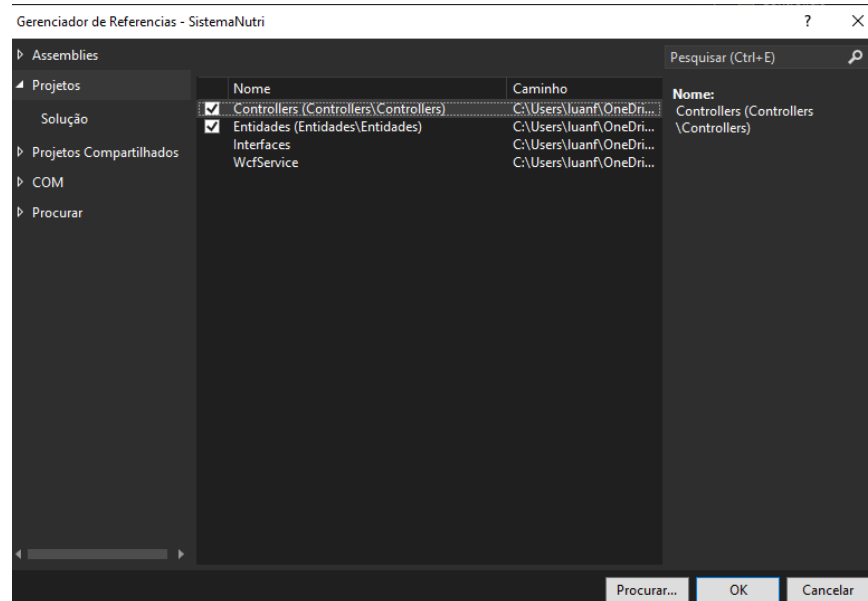 Gerenciador de Referencias - SistemaNutri
? ×
Assemblies
Projetos
Solução
Projetos Compartilhados
COM
Procurar
Nome Caminho
Controllers (Controllers\Controllers) C:\Users\luanf\OneDri...
Entidades (Entidades\Entidades) C:\Users\luanf\OneDri...
Interfaces C:\Users\luanf\OneDri...
WcfService C:\Users\luanf\OneDri...
Pesquisar (Ctrl+E)
Nome:
Controllers (Controllers
\Controllers)
Procurar... OK Cancelar